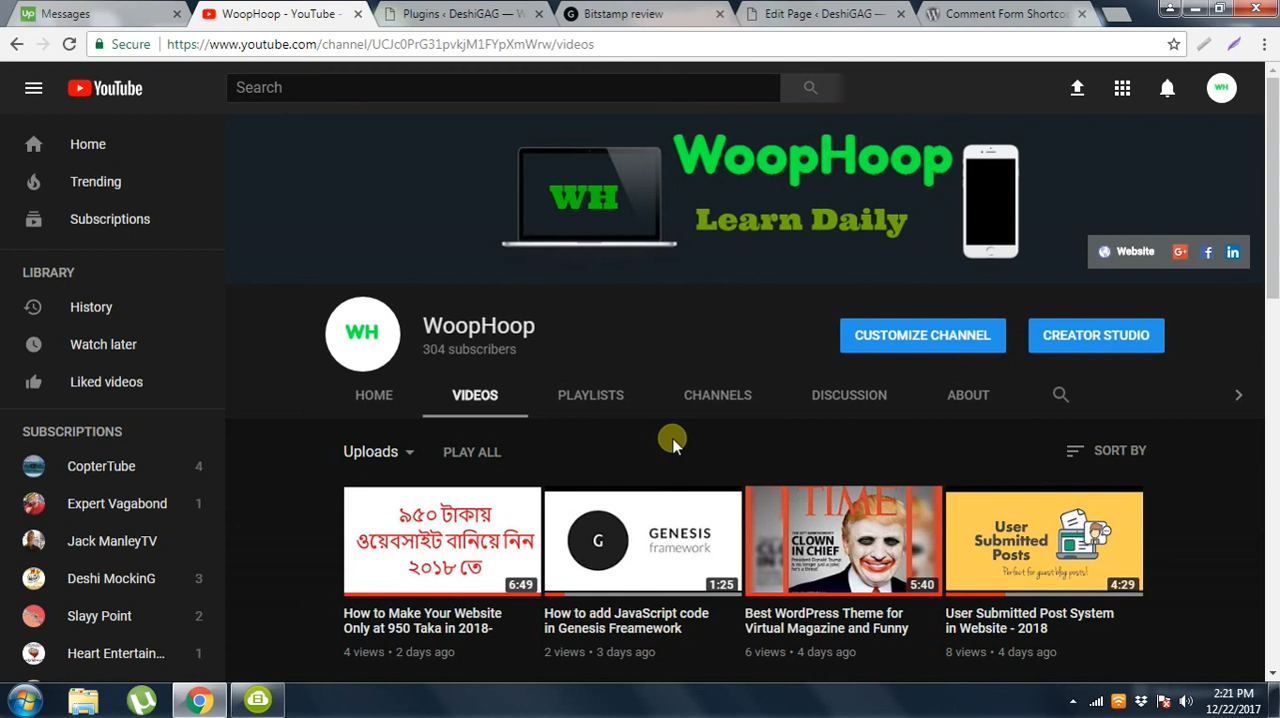 Up Messages
WoopHoop - YouTube -
Plugins ‹ DeshiGAG — W
Bitstamp review
Edit Page ‹ DeshiGAG —
Comment Form Shortco
Secure
https://www.youtube.com/channel/UCJc0PrG31pvkjM1FYpXmWrw/videos
YouTube
Search
WH
Home
Trending
Subscriptions
LIBRARY
History
Watch later
Liked videos
SUBSCRIPTIONS
CopterTube 4
Expert Vagabond 1
Jack ManleyTV
Deshi MockinG 3
Slayy Point 2
Heart Entertain... 1
WH
WoopHoop
Learn Daily
Website
G+ f in
WH
WoopHoop
304 subscribers
CUSTOMIZE CHANNEL
CREATOR STUDIO
HOME VIDEOS PLAYLISTS CHANNELS DISCUSSION ABOUT
Uploads PLAY ALL SORT BY
৯৫০ টাকায়
ওয়েবসাইট বানিয়ে নিন
২০১৮ তে
6:49
How to Make Your Website
Only at 950 Taka in 2018-
4 views • 2 days ago
G
GENESIS
framework
1:25
How to add JavaScript code
in Genesis Freamework
2 views • 3 days ago
TIME
CLOWN
IN CHIEF
5:40
Best WordPress Theme for
Virtual Magazine and Funny
6 views • 4 days ago
User
Submitted
Posts
Perfect for guest blog posts!
4:29
User Submitted Post System
in Website - 2018
8 views • 4 days ago
2:21 PM
12/22/2017